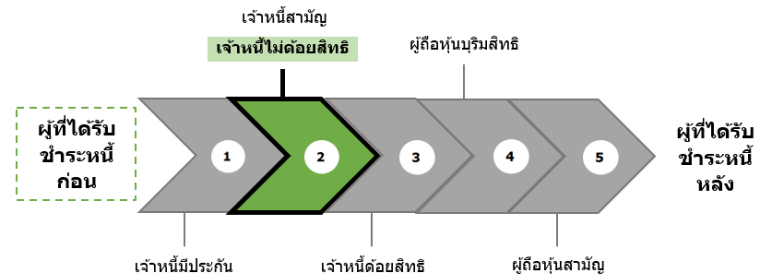 เจ้าหนี้สามัญ
เจ้าหนี้ไม่ด้อยสิทธิ
ผู้ถือหุ้นบุริมสิทธิ
ผู้ที่ได้รับ
ชำระหนี้
ก่อน
1
2
3
4
5
ผู้ที่ได้รับ
ชำระหนี้
หลัง
เจ้าหนี้มีประกัน
เจ้าหนี้ด้อยสิทธิ
ผู้ถือหุ้นสามัญ